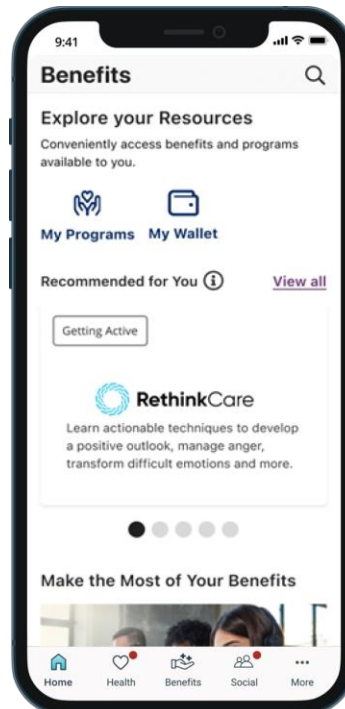 9:41
Benefits
Explore your Resources
Conveniently access benefits and programs
available to you.
My Programs My Wallet
Recommended for You View all
Getting Active
RethinkCare
Learn actionable techniques to develop
a positive outlook, manage anger,
transform difficult emotions and more.
Make the Most of Your Benefits
Home Health Benefits Social More